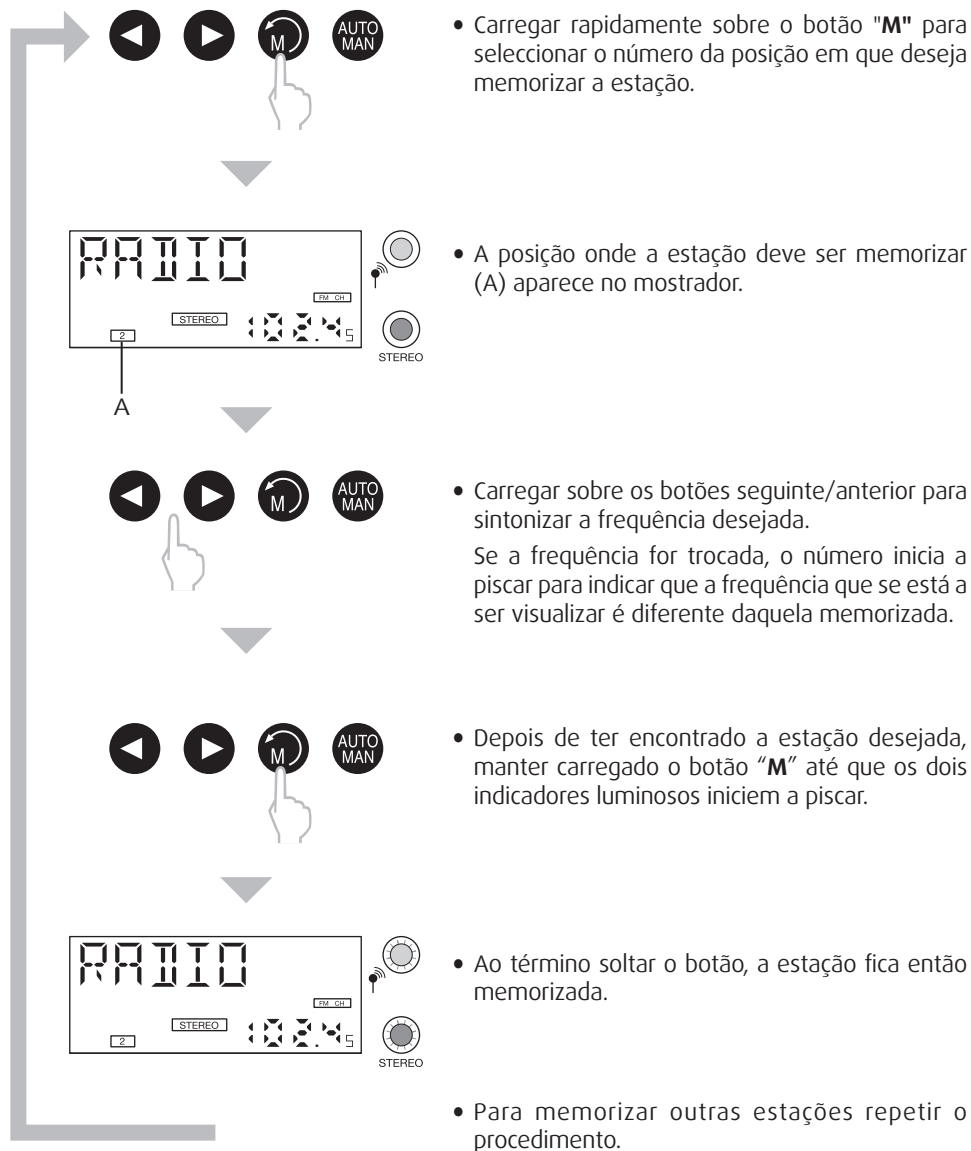 M
AUTO
MAN
• Carregar rapidamente sobre o botão "M" para
seleccionar o número da posição em que deseja
memorizar a estação.
RADIO
FM CH
STEREO
102.45
2
STEREO
A
• A posição onde a estação deve ser memorizar
(A) aparece no mostrador.
M
AUTO
MAN
• Carregar sobre os botões seguinte/anterior para
sintonizar a frequência desejada.
Se a frequência for trocada, o número inicia a
piscar para indicar que a frequência que se está a
ser visualizar é diferente daquela memorizada.
M
AUTO
MAN
• Depois de ter encontrado a estação desejada,
manter carregado o botão “M” até que os dois
indicadores luminosos iniciem a piscar.
RADIO
FM CH
STEREO
102.45
2
STEREO
• Ao término soltar o botão, a estação fica então
memorizada.
• Para memorizar outras estações repetir o
procedimento.